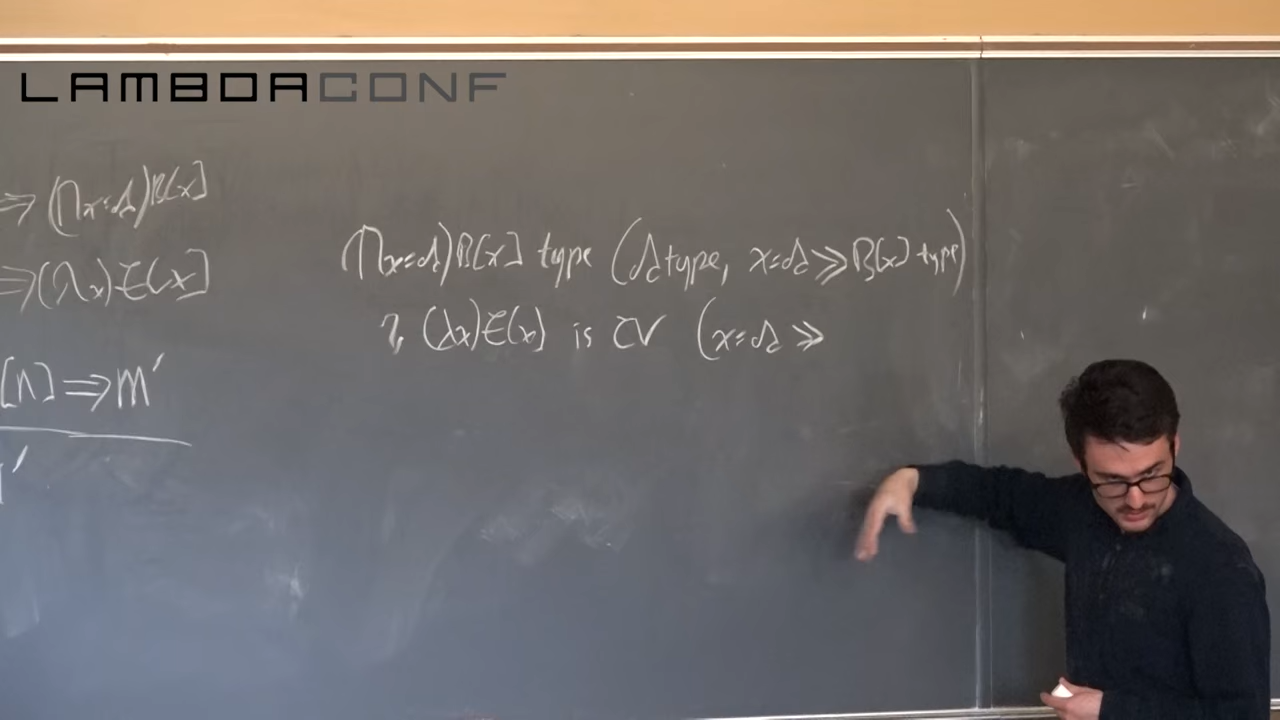 LAMBDACONF
⇒ (Πx:A)B[x]
⇒ (λx)E[x]
[N] ⇒ M′
′
(Πx:A)B[x] type (A type, x:A ≫ B[x] type)
(λx)E[x] is CV (x:A ≫